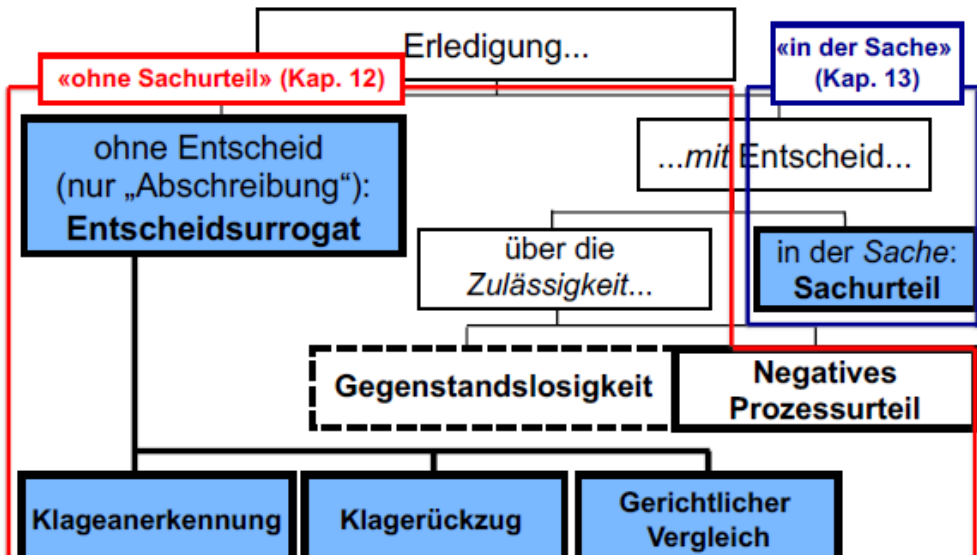 Erledigung...
«ohne Sachurteil» (Kap. 12)
«in der Sache»
(Kap. 13)
ohne Entscheid
(nur „Abschreibung“):
Entscheidsurrogat
...mit Entscheid...
über die
Zulässigkeit...
in der Sache:
Sachurteil
Gegenstandslosigkeit
Negatives
Prozessurteil
Klageanerkennung
Klagerückzug
Gerichtlicher
Vergleich